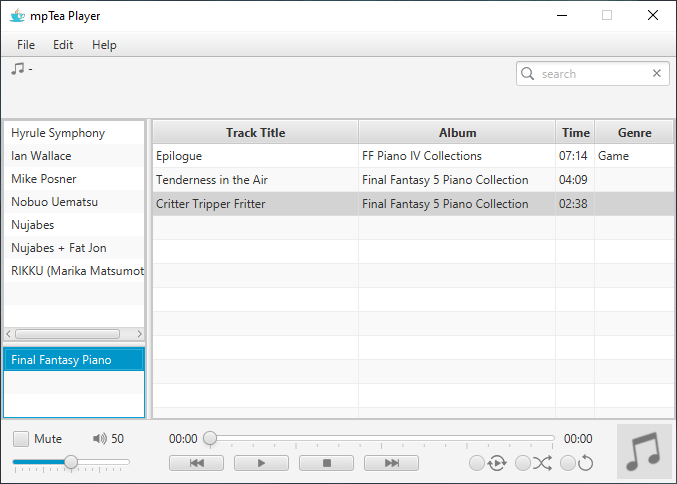 mpTea Player
File Edit Help
-
search
Hyrule Symphony
Ian Wallace
Mike Posner
Nobuo Uematsu
Nujabes
Nujabes + Fat Jon
RIKKU (Marika Matsumot
Final Fantasy Piano
Track Title Album Time Genre
Epilogue FF Piano IV Collections 07:14 Game
Tenderness in the Air Final Fantasy 5 Piano Collection 04:09
Critter Tripper Fritter Final Fantasy 5 Piano Collection 02:38
Mute 50 00:00 00:00